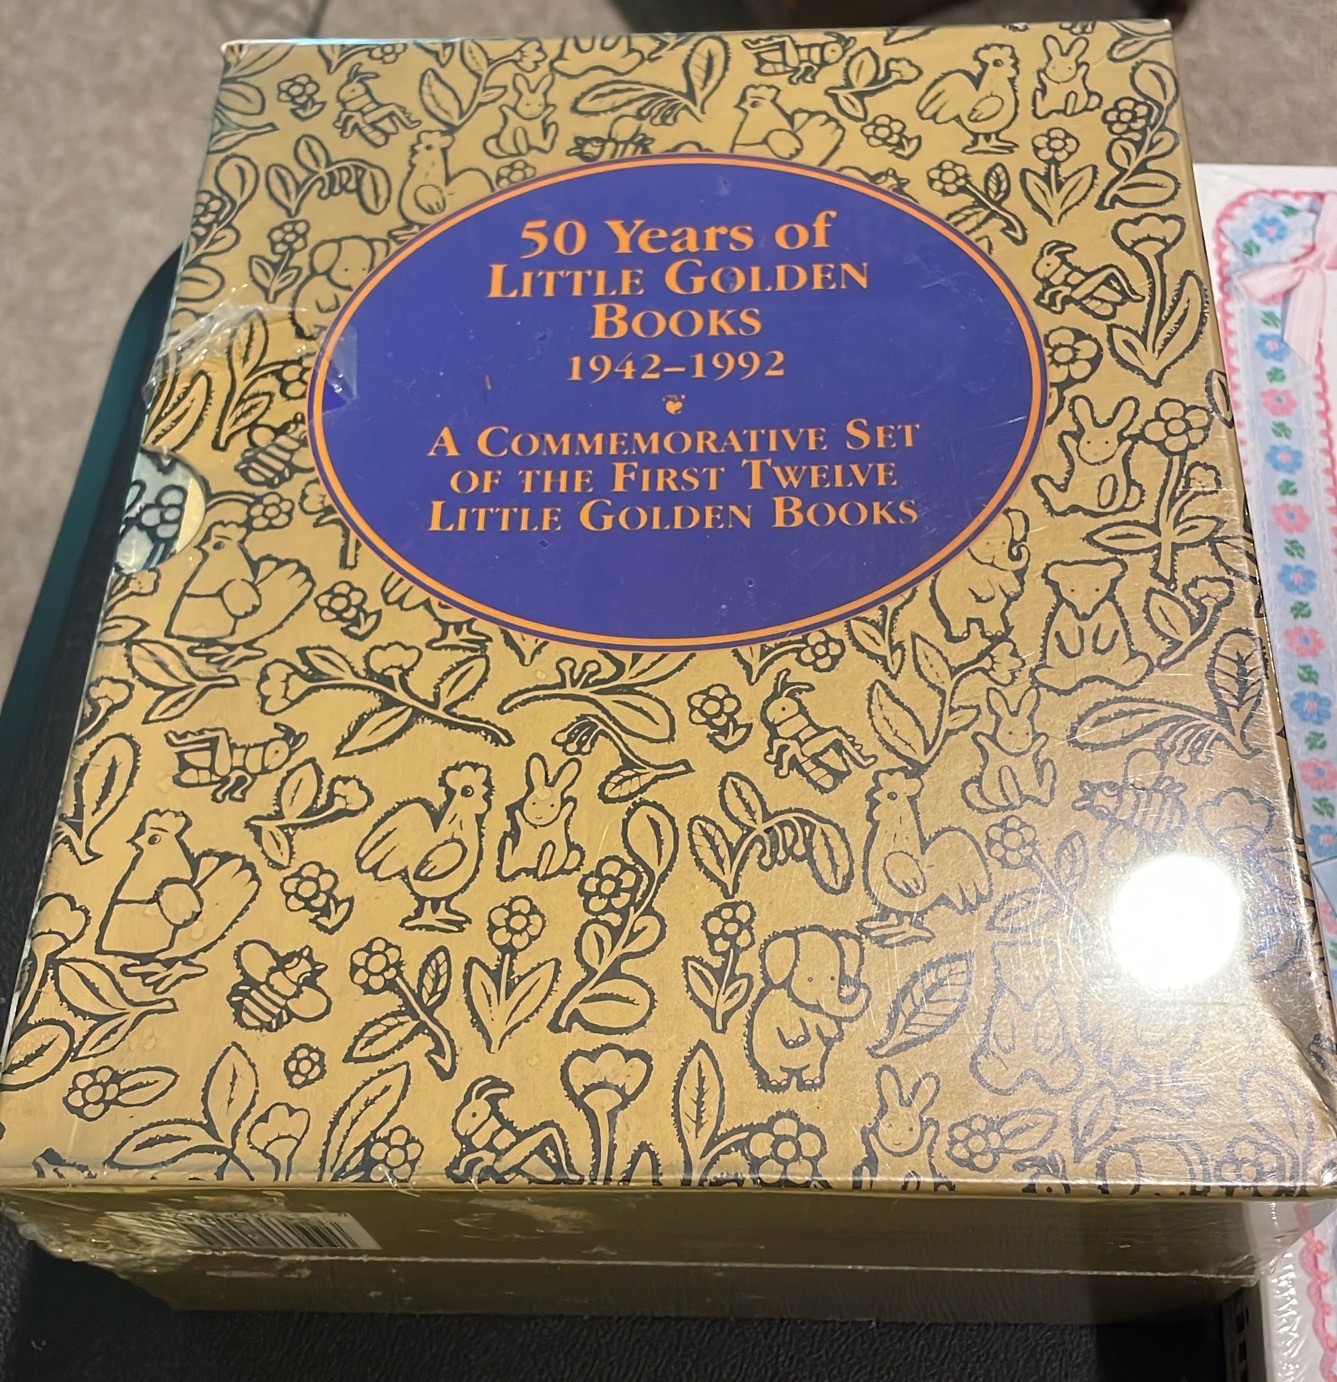 50 Years of
LITTLE GOLDEN
BOOKS
1942–1992
A COMMEMORATIVE SET
OF THE FIRST TWELVE
LITTLE GOLDEN BOOKS